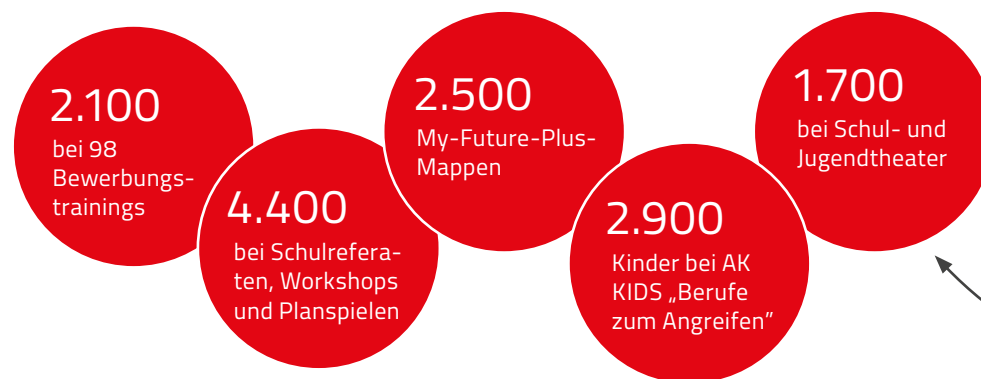 2.100
bei 98
Bewerbungs-
trainings
4.400
bei Schulrefera-
ten, Workshops
und Planspielen
2.500
My-Future-Plus-
Mappen
2.900
Kinder bei AK
KIDS „Berufe
zum Angreifen”
1.700
bei Schul- und
Jugendtheater